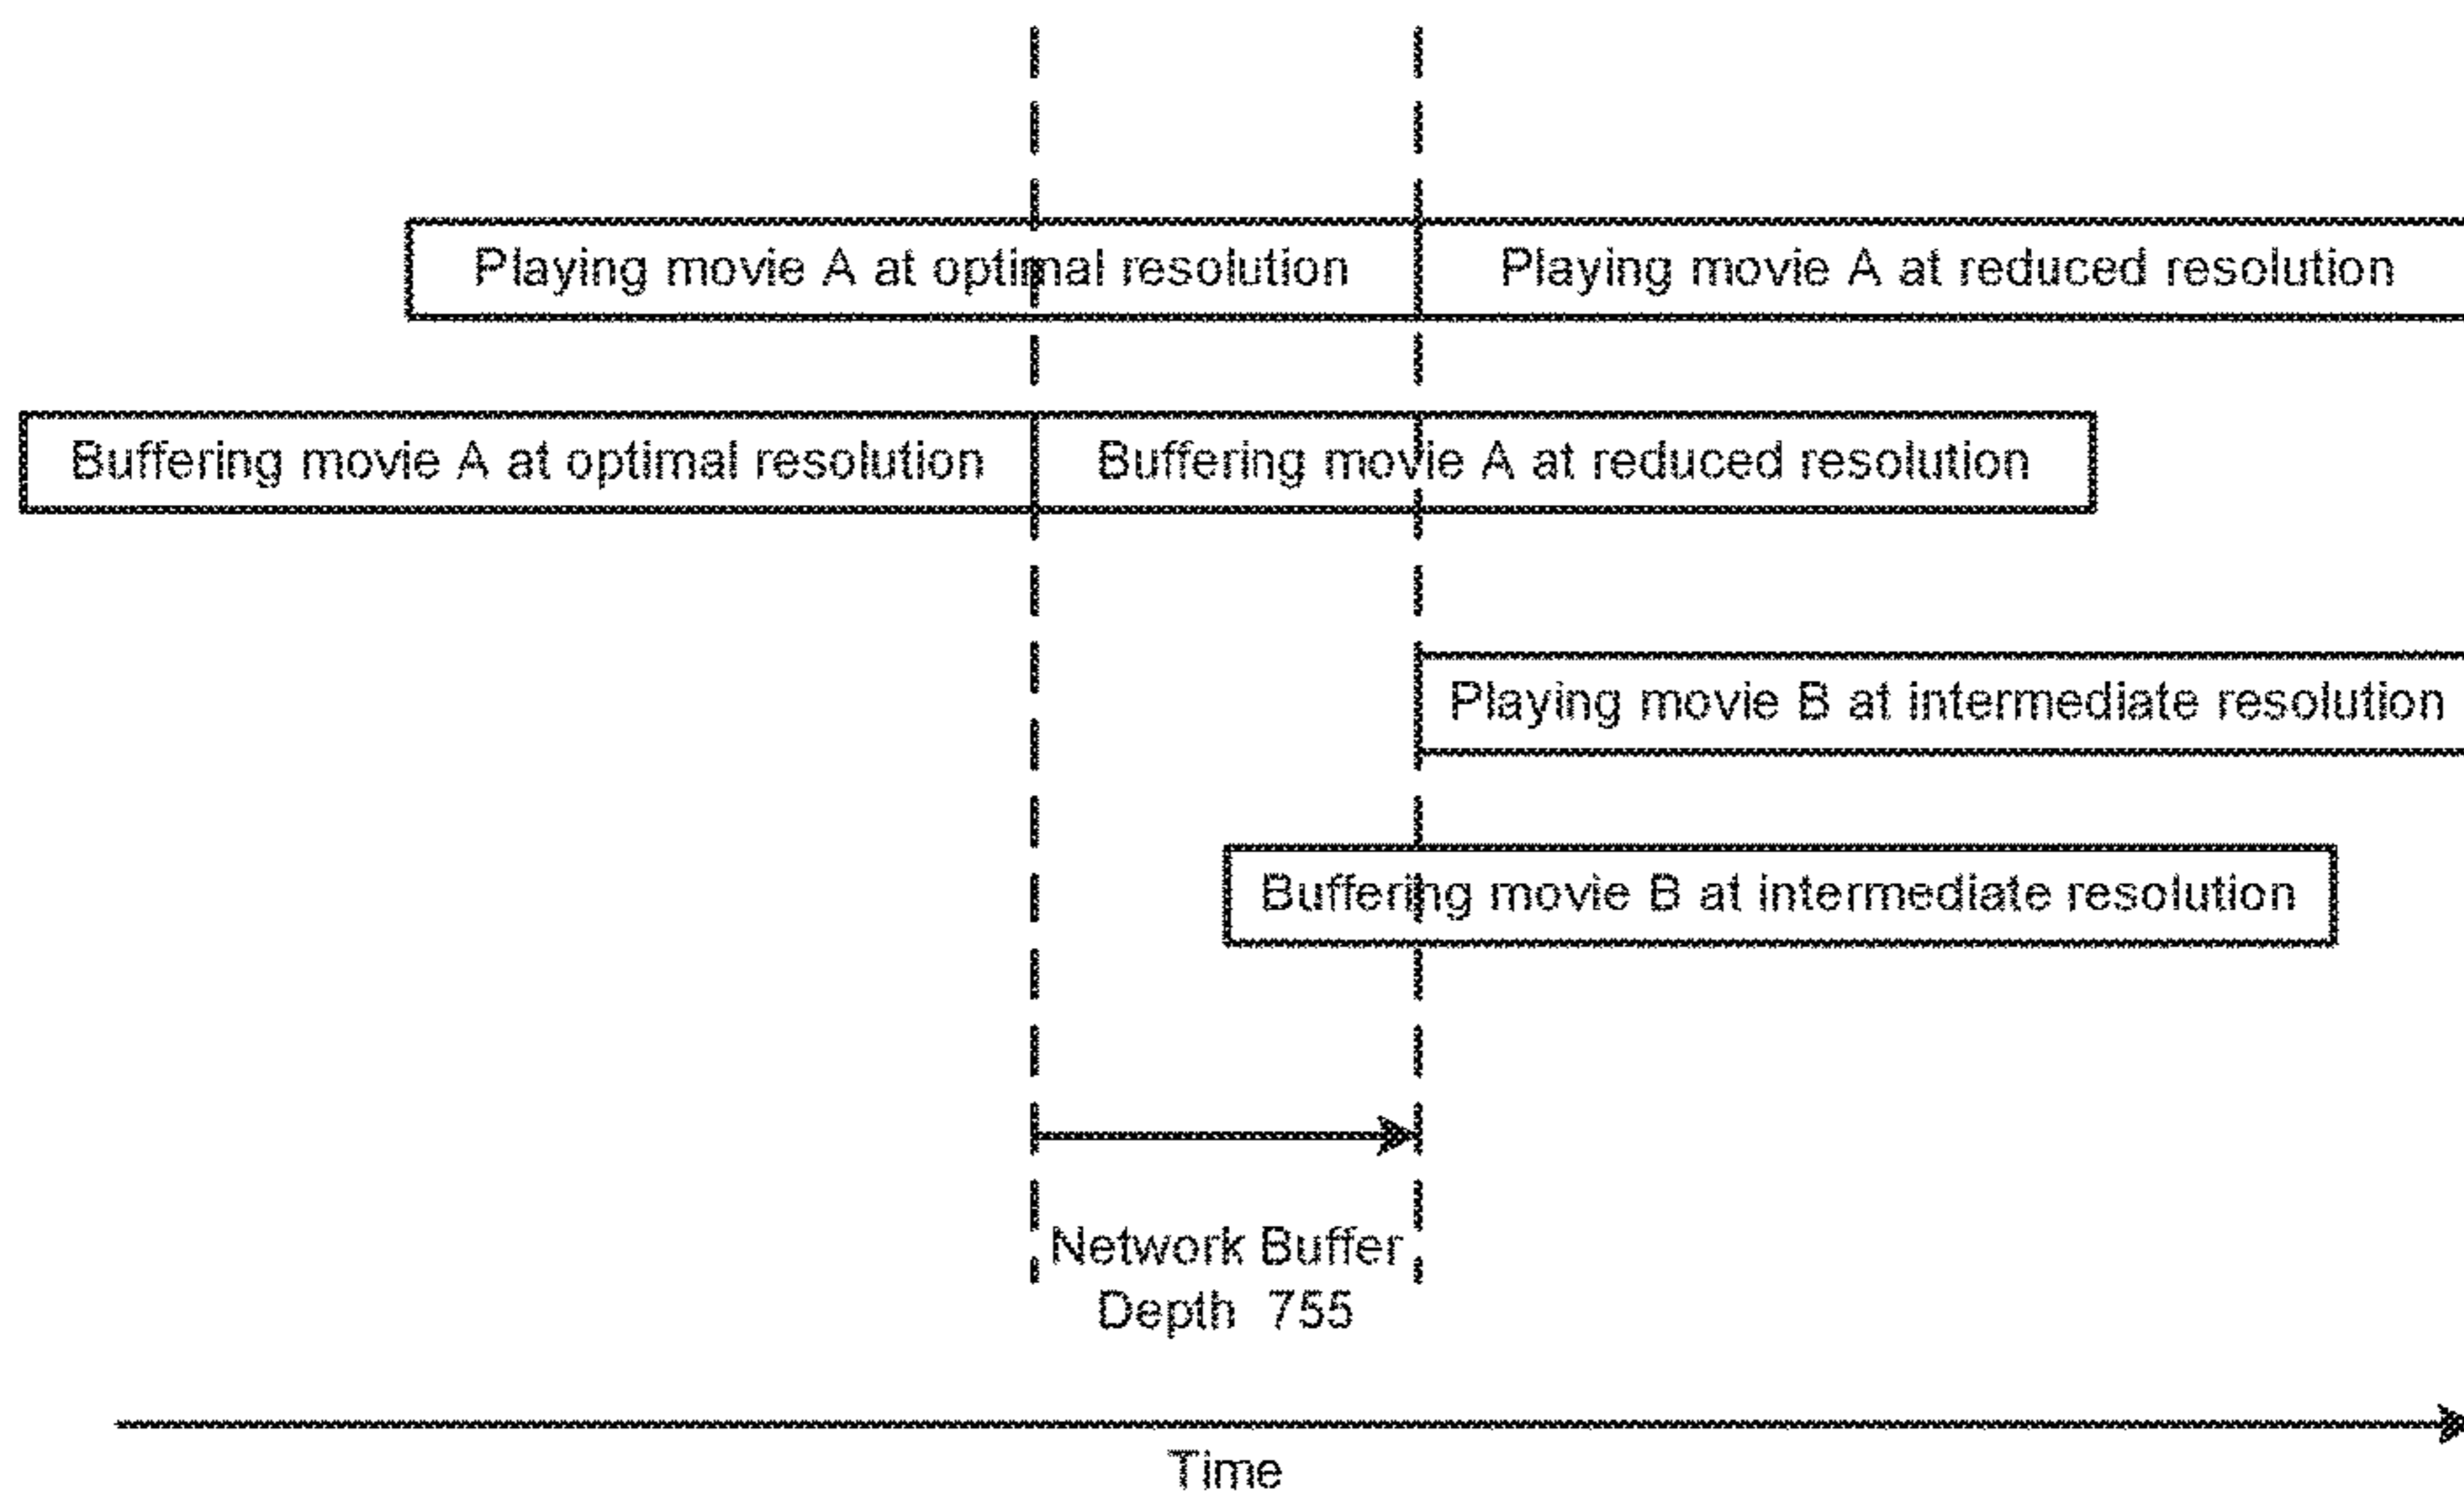 Playing movie A at optimal resolution
Playing movie A at reduced resolution
Buffering movie A at optimal resolution
Buffering movie A at reduced resolution
Playing movie B at intermediate resolution
Buffering movie B at intermediate resolution
Network Buffer
Depth 755
Time